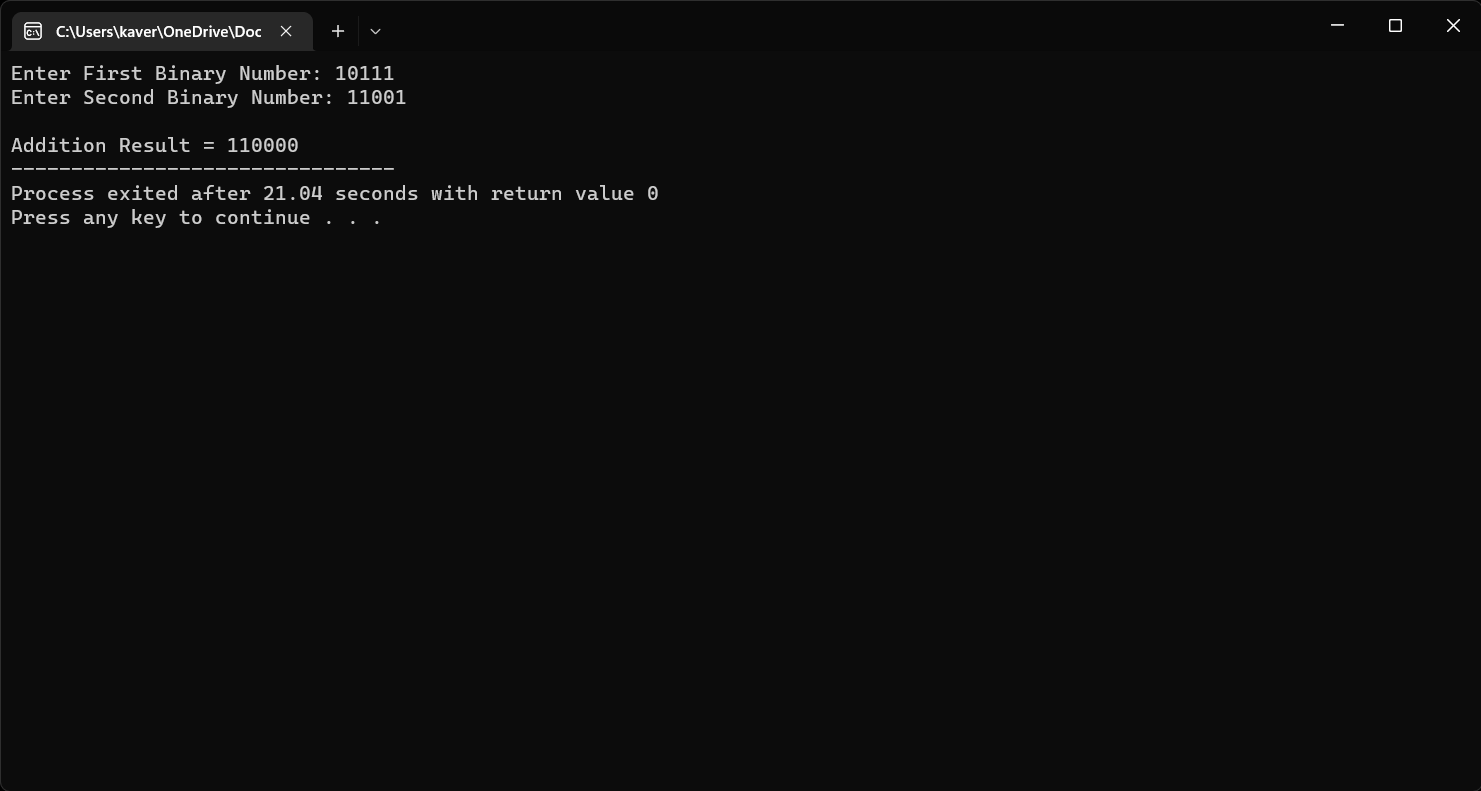 C:\Users\kaver\OneDrive\Doc
Enter First Binary Number: 10111
Enter Second Binary Number: 11001
Addition Result = 110000
--------------------------------
Process exited after 21.04 seconds with return value 0
Press any key to continue . . .